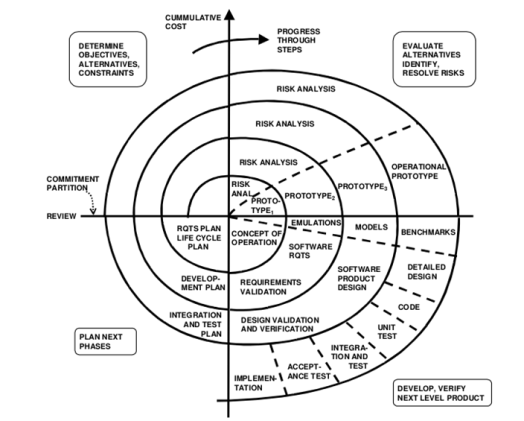 CUMMULATIVE
COST
PROGRESS
THROUGH
STEPS
DETERMINE
OBJECTIVES,
ALTERNATIVES,
CONSTRAINTS
EVALUATE
ALTERNATIVES
IDENTIFY,
RESOLVE RISKS
RISK ANALYSIS
RISK ANALYSIS
RISK ANALYSIS
RISK
ANAL.
PROTO-
TYPE1
PROTOTYPE2
PROTOTYPE3
OPERATIONAL
PROTOTYPE
COMMITMENT
PARTITION
REVIEW
EMULATIONS
MODELS
BENCHMARKS
RQTS PLAN
LIFE CYCLE
PLAN
CONCEPT OF
OPERATION
SOFTWARE
RQTS
SOFTWARE
PRODUCT
DESIGN
DETAILED
DESIGN
DEVELOP-
MENT PLAN
REQUIREMENTS
VALIDATION
CODE
INTEGRATION
AND TEST
PLAN
DESIGN VALIDATION
AND VERIFICATION
UNIT
TEST
INTEGRA-
TION AND
TEST
ACCEPT-
ANCE TEST
IMPLEMEN-
TATION
PLAN NEXT
PHASES
DEVELOP, VERIFY
NEXT LEVEL PRODUCT